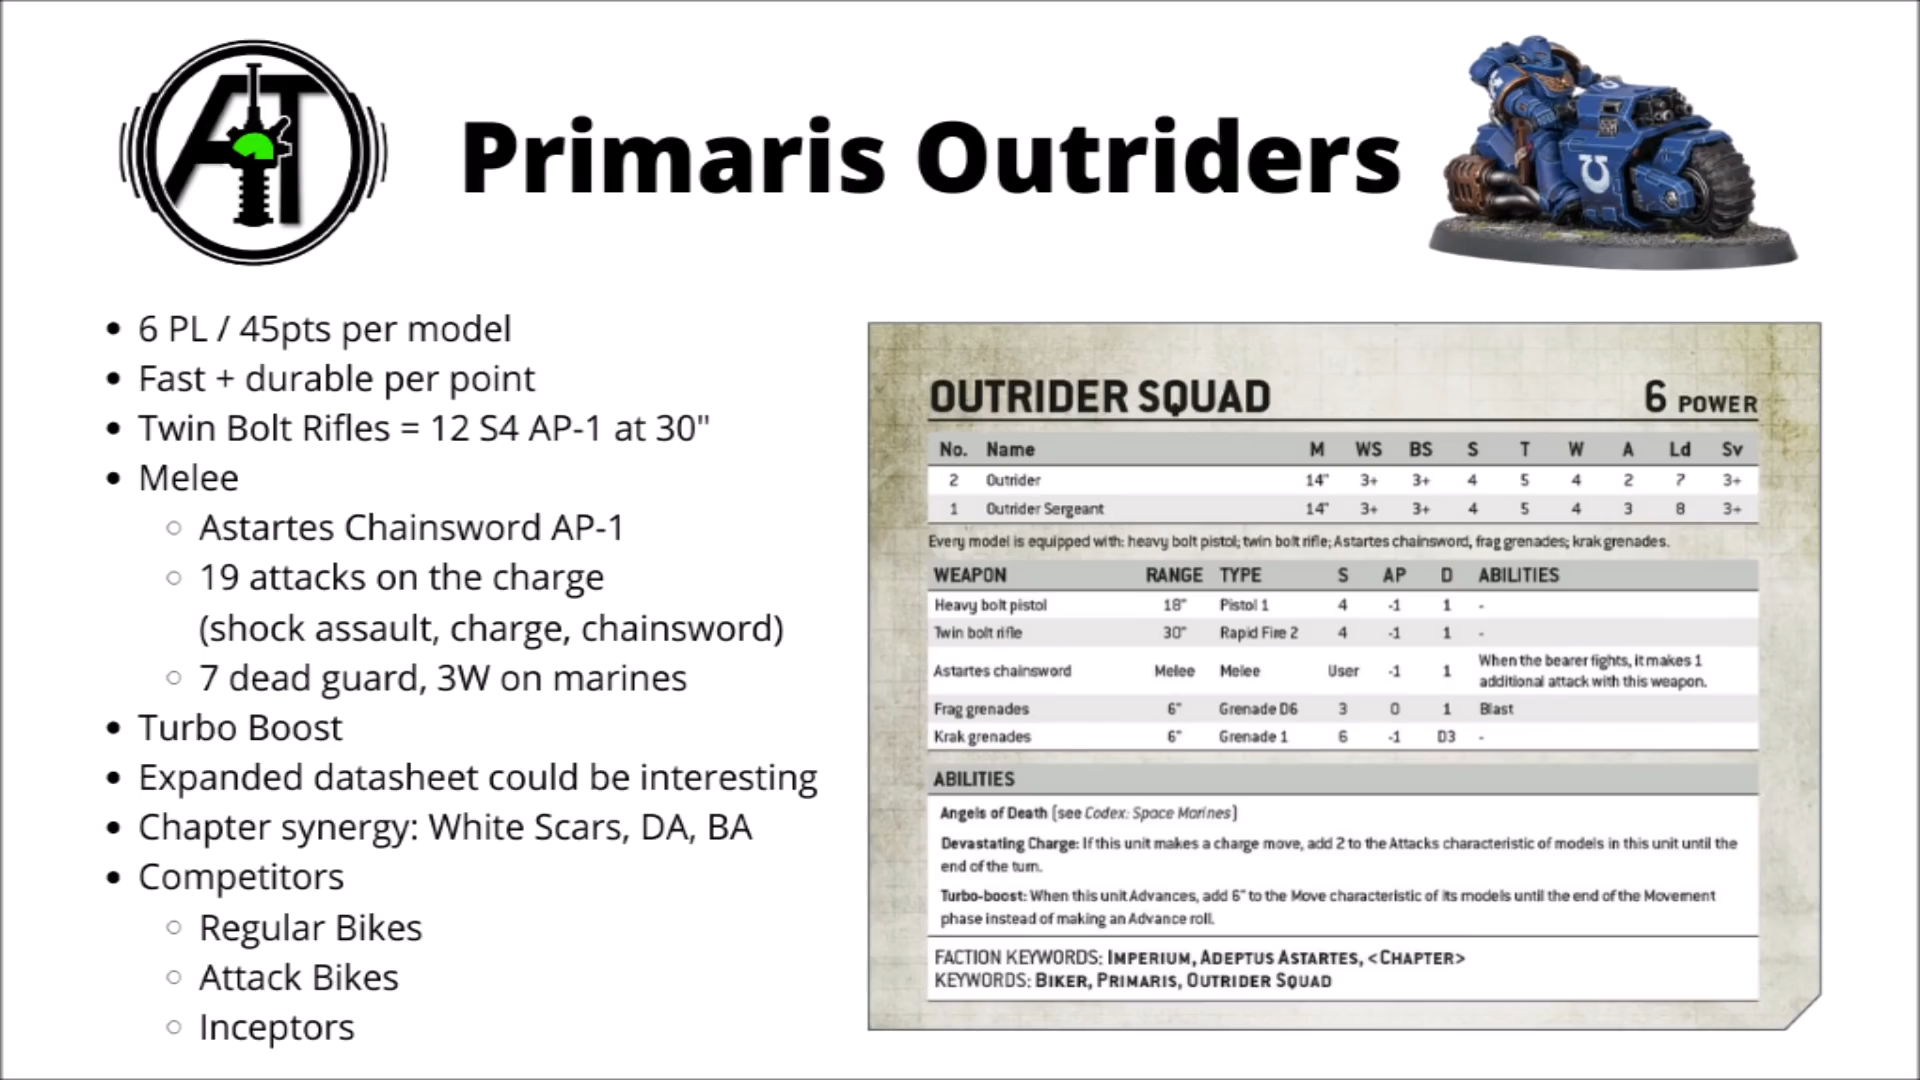 AT
Primaris Outriders
6 PL / 45pts per model
Fast + durable per point
Twin Bolt Rifles = 12 S4 AP-1 at 30"
Melee
Astartes Chainsword AP-1
19 attacks on the charge
(shock assault, charge, chainsword)
7 dead guard, 3W on marines
Turbo Boost
Expanded datasheet could be interesting
Chapter synergy: White Scars, DA, BA
Competitors
Regular Bikes
Attack Bikes
Inceptors
OUTRIDER SQUAD 6 POWER
No. Name M WS BS S T W A Ld Sv
2 Outrider 14" 3+ 3+ 4 5 4 2 7 3+
1 Outrider Sergeant 14" 3+ 3+ 4 5 4 3 8 3+
Every model is equipped with: heavy bolt pistol; twin bolt rifle; Astartes chainsword, frag grenades; krak grenades.
WEAPON RANGE TYPE S AP D ABILITIES
Heavy bolt pistol 18" Pistol 1 4 -1 1 -
Twin bolt rifle 30" Rapid Fire 2 4 -1 1 -
Astartes chainsword Melee Melee User -1 1 When the bearer fights, it makes 1
additional attack with this weapon.
Frag grenades 6" Grenade D6 3 0 1 Blast
Krak grenades 6" Grenade 1 6 -1 D3 -
ABILITIES
Angels of Death (see Codex: Space Marines)
Devastating Charge: If this unit makes a charge move, add 2 to the Attacks characteristic of models in this unit until the
end of the turn.
Turbo-boost: When this unit Advances, add 6" to the Move characteristic of its models until the end of the Movement
phase instead of making an Advance roll.
FACTION KEYWORDS: IMPERIUM, ADEPTUS ASTARTES, <CHAPTER>
KEYWORDS: BIKER, PRIMARIS, OUTRIDER SQUAD